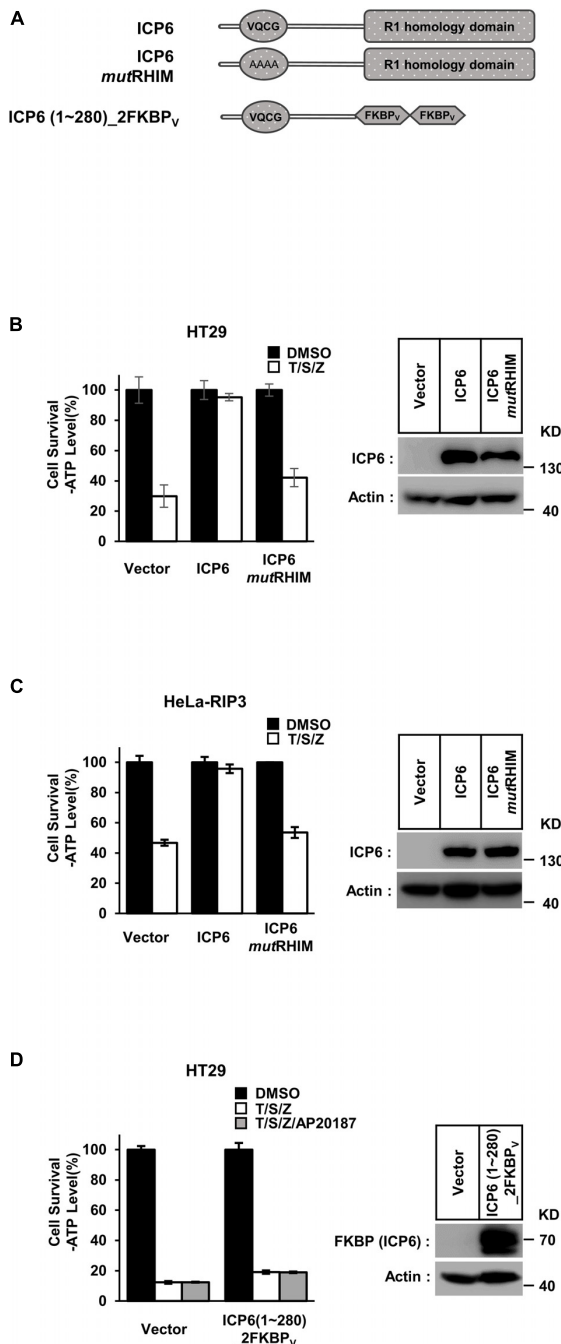 A
ICP6
VQCG
R1 homology domain
ICP6
mutRHIM
AAAA
R1 homology domain
ICP6 (1~280)_2FKBPV
VQCG
FKBPV
FKBPV
B
HT29
DMSO
T/S/Z
Cell Survival
-ATP Level(%)
100
80
60
40
20
0
Vector
ICP6
ICP6
mutRHIM
Vector
ICP6
ICP6
mutRHIM
KD
ICP6 :
130
Actin :
40
C
HeLa-RIP3
DMSO
T/S/Z
Cell Survival
-ATP Level(%)
100
80
60
40
20
0
Vector
ICP6
ICP6
mutRHIM
Vector
ICP6
ICP6
mutRHIM
KD
ICP6 :
130
Actin :
40
D
HT29
DMSO
T/S/Z
T/S/Z/AP20187
Cell Survival
-ATP Level(%)
100
80
60
40
20
0
Vector
ICP6(1~280)
2FKBPV
Vector
ICP6 (1~280)
_2FKBPV
KD
FKBP (ICP6) :
70
Actin :
40